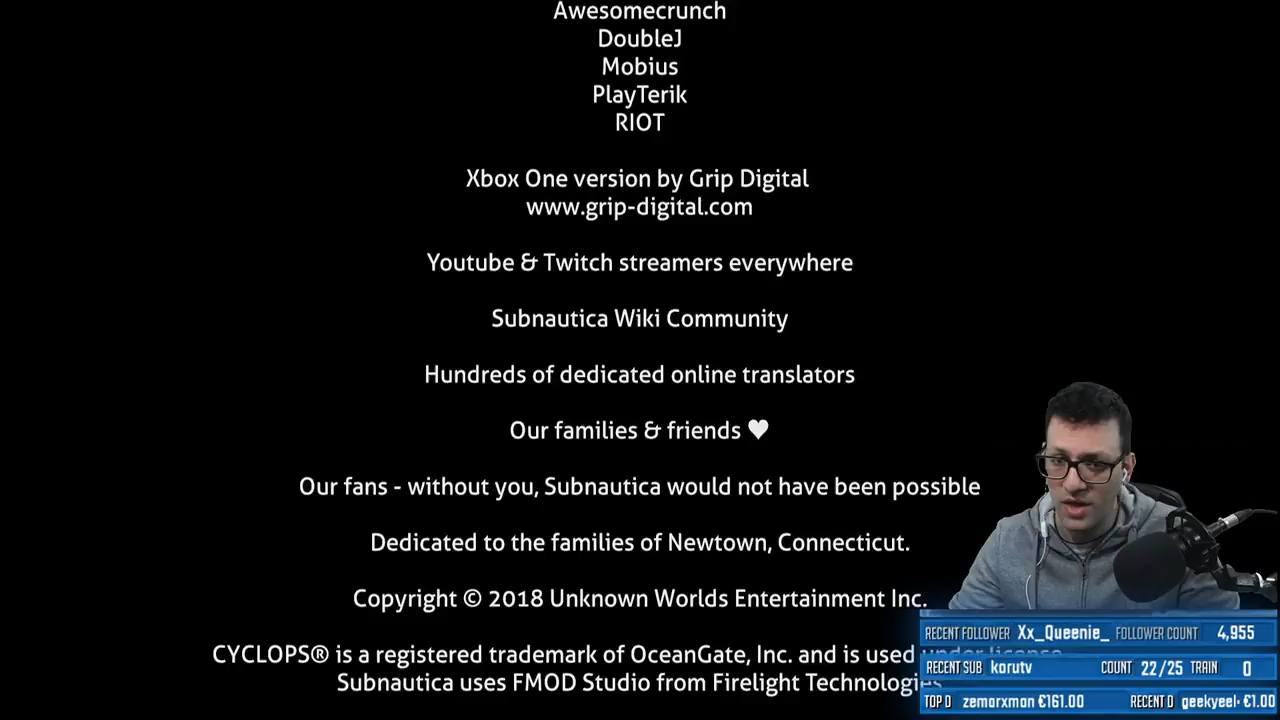 Awesomecrunch
DoubleJ
Mobius
PlayTerik
RIOT
Xbox One version by Grip Digital
www.grip-digital.com
Youtube & Twitch streamers everywhere
Subnautica Wiki Community
Hundreds of dedicated online translators
Our families & friends ♥
Our fans - without you, Subnautica would not have been possible
Dedicated to the families of Newtown, Connecticut.
Copyright © 2018 Unknown Worlds Entertainment Inc.
CYCLOPS® is a registered trademark of OceanGate, Inc. and is used under license
Subnautica uses FMOD Studio from Firelight Technologies
RECENT FOLLOWER Xx_Queenie_ FOLLOWER COUNT 4,955
RECENT SUB korutv COUNT 22/25 TRAIN 0
TOP D zemarxman €161.00 RECENT D geekyeel• €1.00